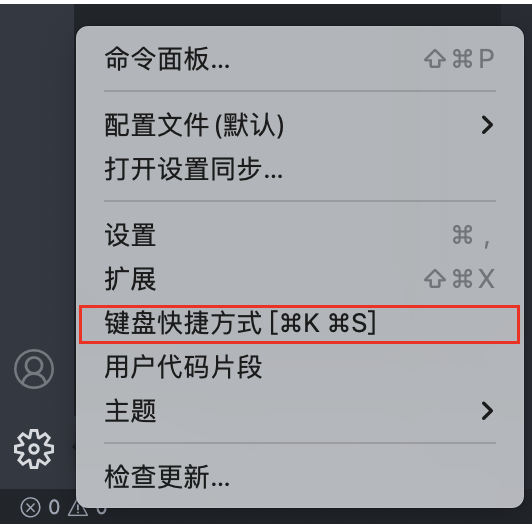 命令面板... ⇧⌘P
配置文件(默认)
打开设置同步...
设置 ⌘ ,
扩展 ⇧⌘X
键盘快捷方式 [⌘K ⌘S]
用户代码片段
主题
检查更新...
0 0